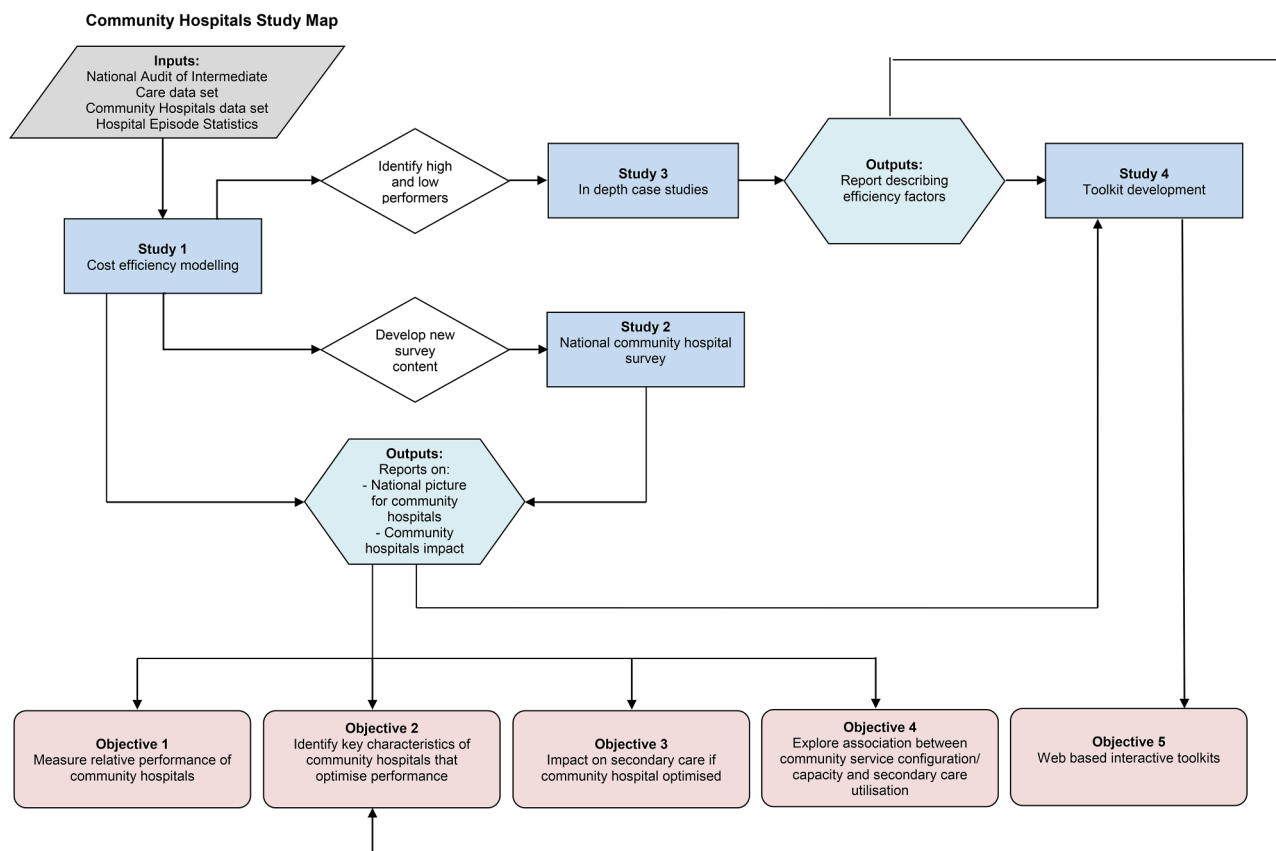 Community Hospitals Study Map
Inputs:
National Audit of Intermediate
Care data set
Community Hospitals data set
Hospital Episode Statistics
Identify high
and low
performers
Study 3
In depth case studies
Outputs:
Report describing
efficiency factors
Study 4
Toolkit development
Study 1
Cost efficiency modelling
Develop new
survey
content
Study 2
National community hospital
survey
Outputs:
Reports on:
- National picture
for community
hospitals
- Community
hospitals impact
Objective 1
Measure relative performance of
community hospitals
Objective 2
Identify key characteristics of
community hospitals that
optimise performance
Objective 3
Impact on secondary care if
community hospital optimised
Objective 4
Explore association between
community service configuration/
capacity and secondary care
utilisation
Objective 5
Web based interactive toolkits